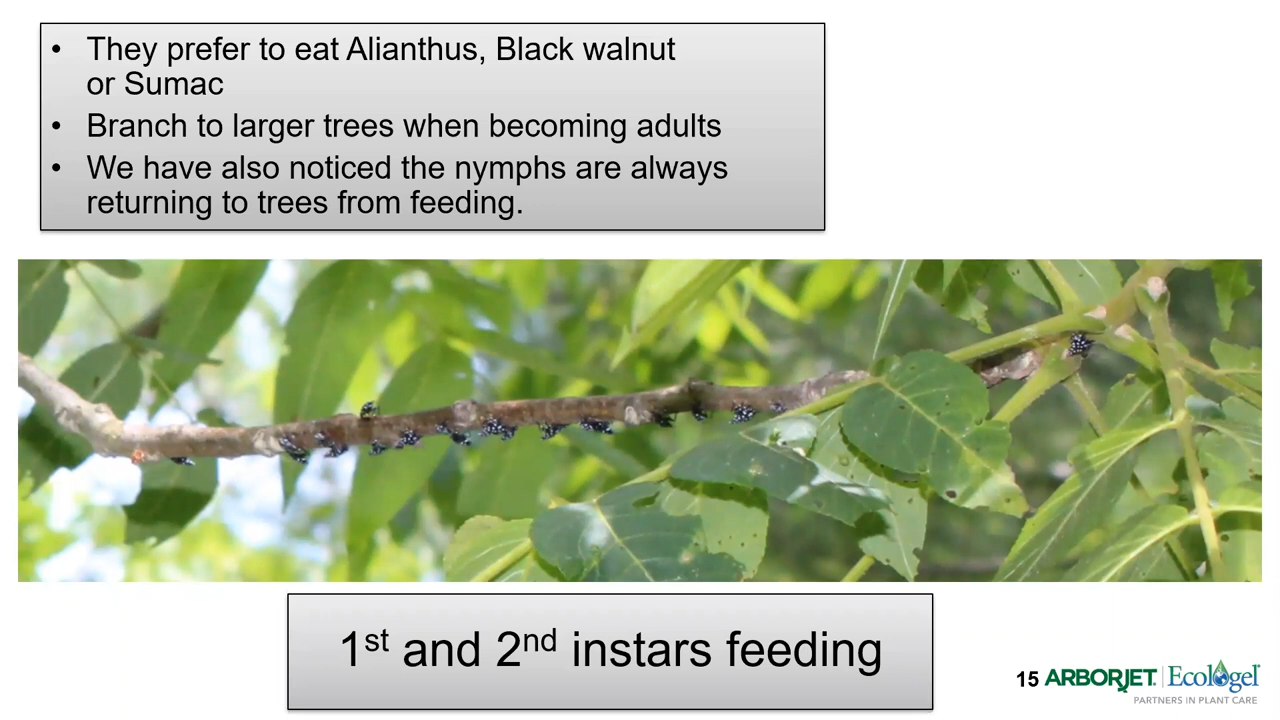 • They prefer to eat Alianthus, Black walnut
or Sumac
• Branch to larger trees when becoming adults
• We have also noticed the nymphs are always
returning to trees from feeding.
1st and 2nd instars feeding
15 ARBORJET | Ecologel
PARTNERS IN PLANT CARE